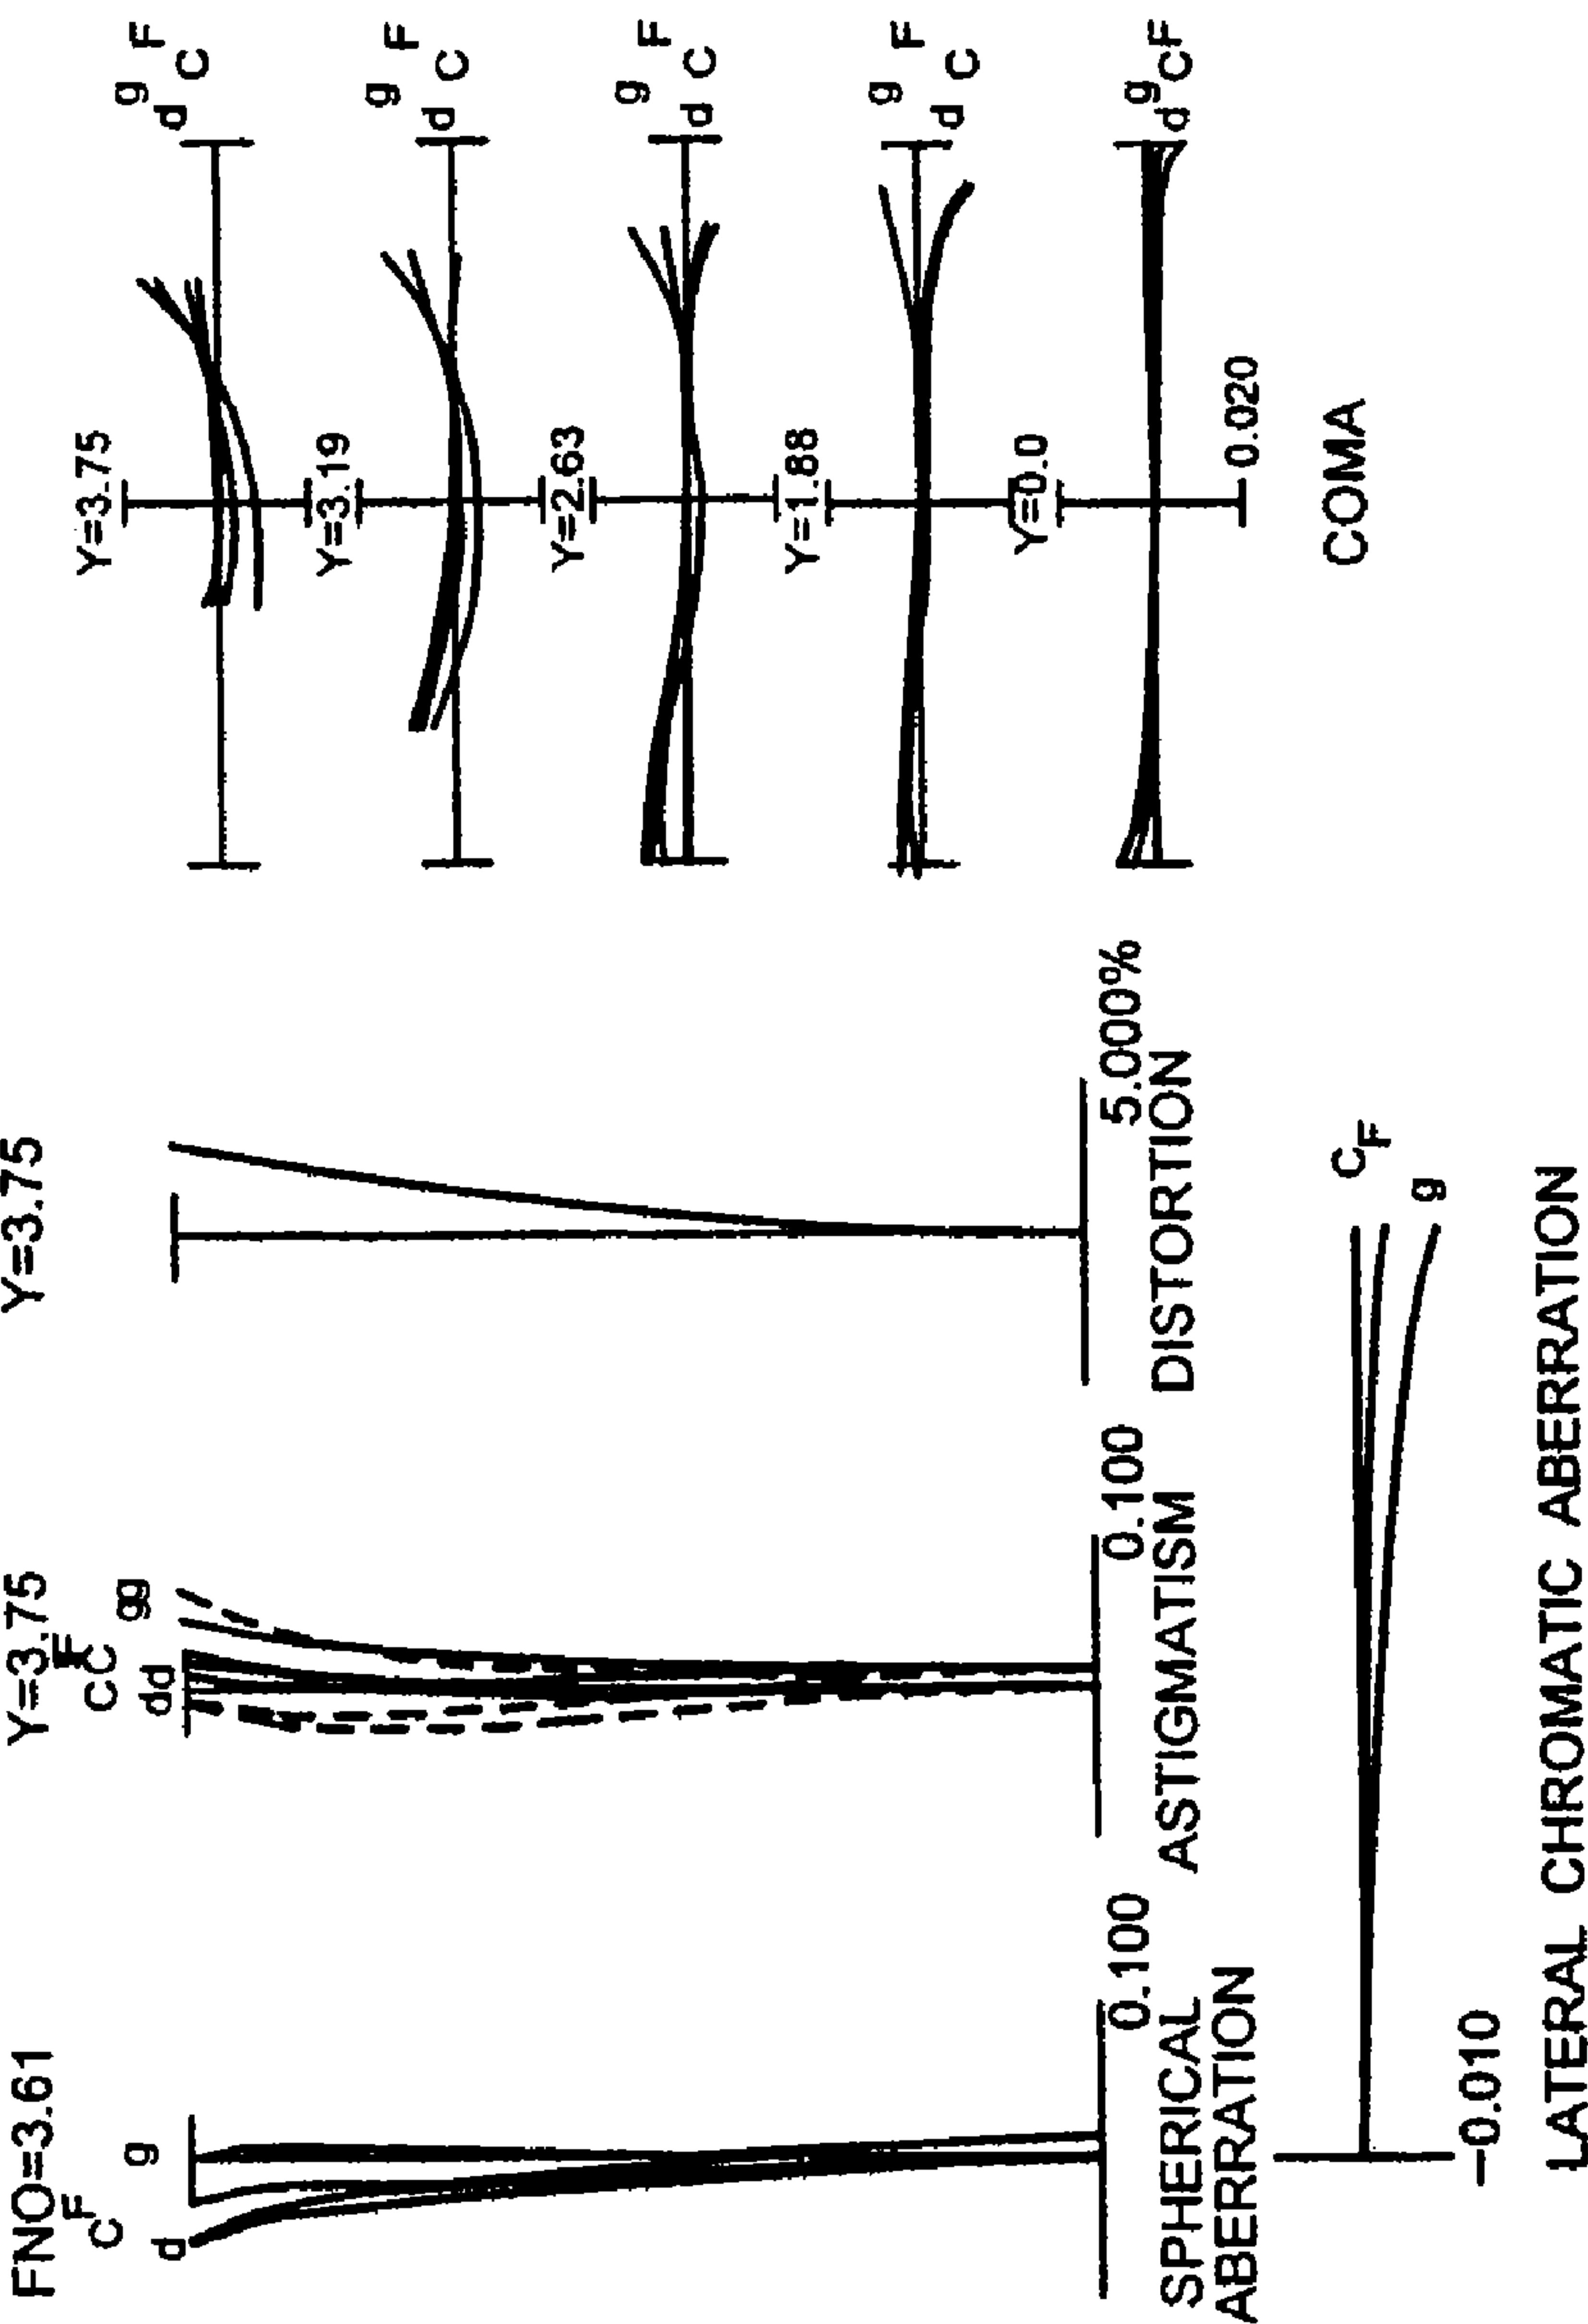 FNO=3.61
F
C
g
d
SPHERICAL
ABERRATION
0.100
Y=3.75
F
CC
gg
dd
ASTIGMATISM
0.100
Y=3.75
DISTORTION
5.000%
Y=3.75
g F
d C
Y=3.19
g F
d C
Y=2.63
g F
d C
Y=1.88
g F
d C
Y=0.0
g F
d C
0.020
COMA
C
F
g
-0.010
LATERAL CHROMATIC ABERRATION